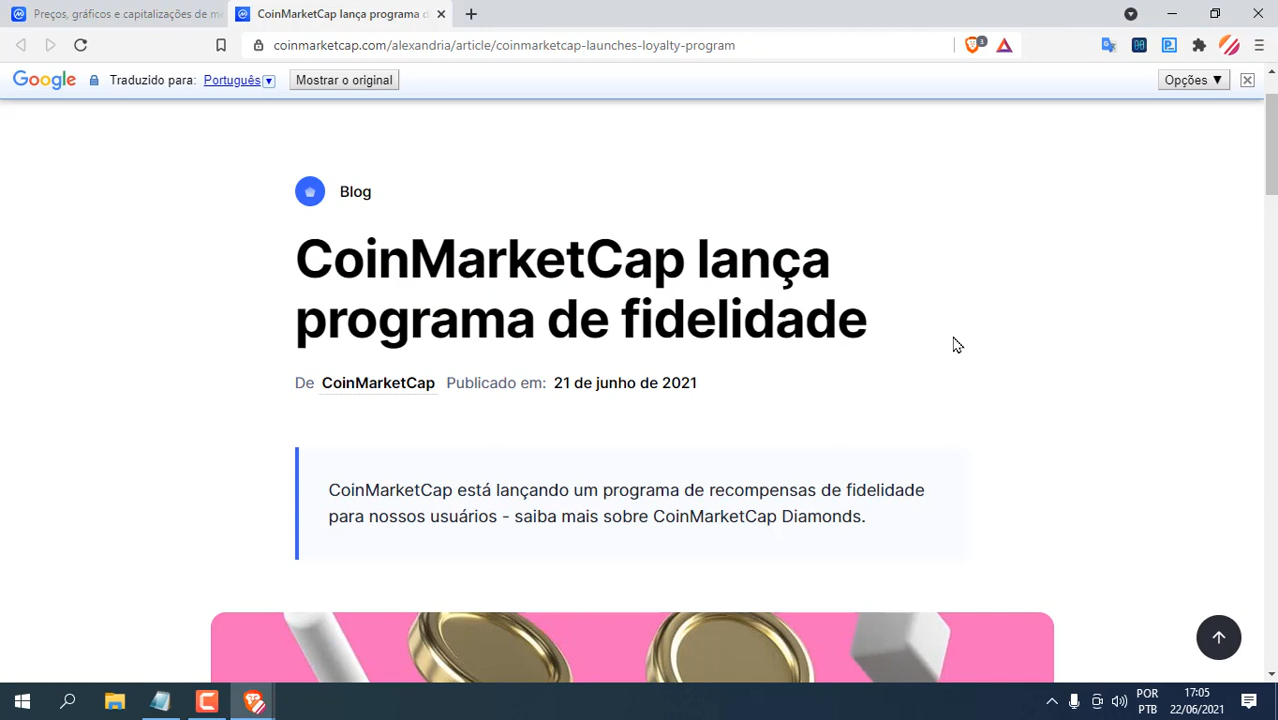 Preços, gráficos e capitalizações de me
CoinMarketCap lança programa d
coinmarketcap.com/alexandria/article/coinmarketcap-launches-loyalty-program
3
Google Traduzido para: Português Mostrar o original Opções ▼
Blog
CoinMarketCap lança
programa de fidelidade
De CoinMarketCap Publicado em: 21 de junho de 2021
CoinMarketCap está lançando um programa de recompensas de fidelidade
para nossos usuários - saiba mais sobre CoinMarketCap Diamonds.
POR
PTB
17:05
22/06/2021